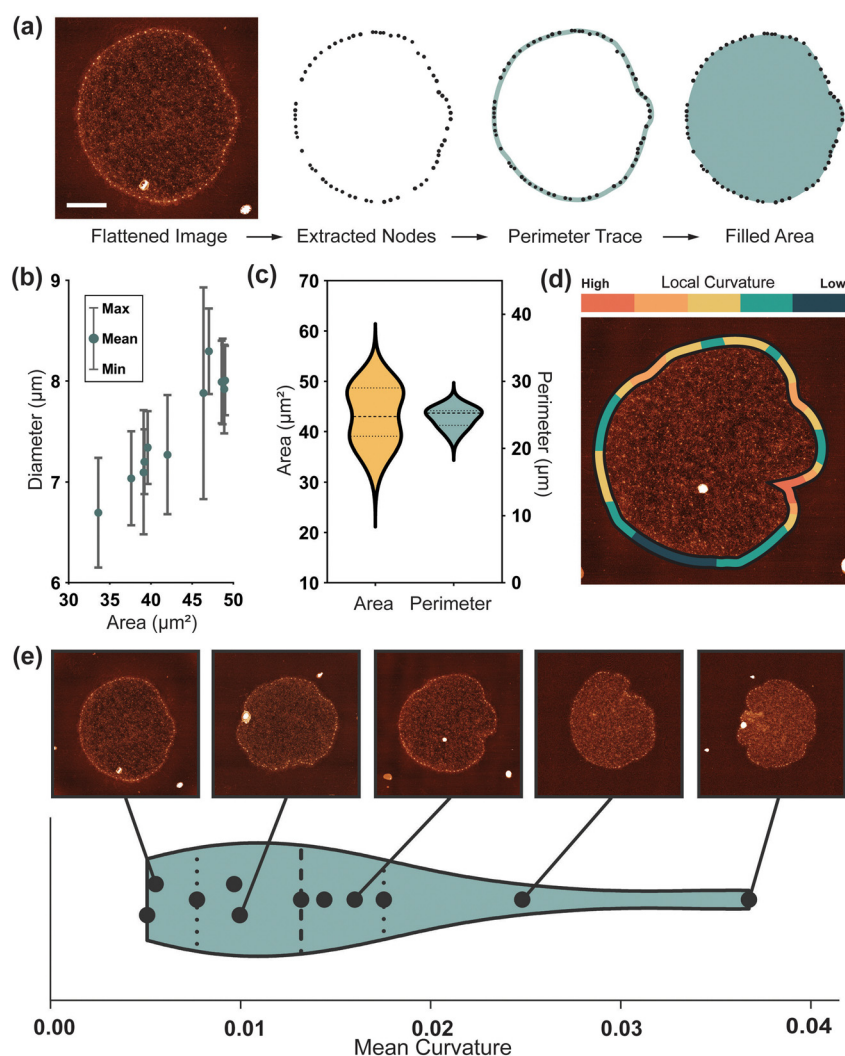 (a)
Flattened Image → Extracted Nodes → Perimeter Trace → Filled Area
(b)
9
8
7
6
Diameter (µm)
Max
Mean
Min
30 35 40 45 50
Area (µm²)
(c)
70
60
50
40
30
20
10
Area (µm²)
40
30
20
10
0
Perimeter (µm)
Area Perimeter
(d)
High Local Curvature Low
(e)
0.00 0.01 0.02 0.03 0.04
Mean Curvature